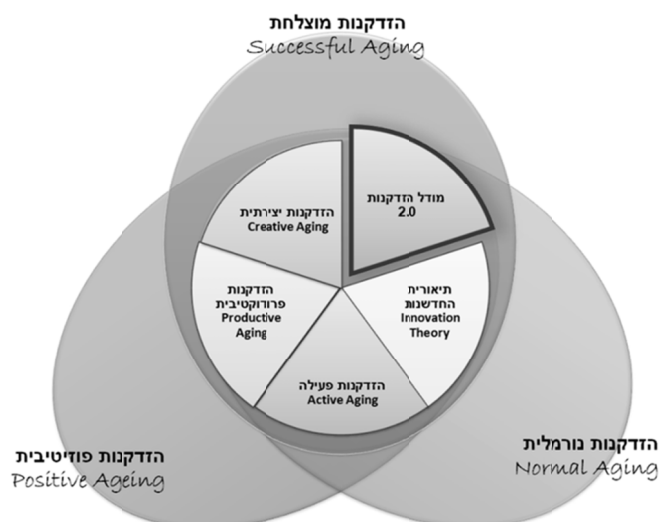 הזדקנות מוצלחת
Successful Aging
מודל הזדקנות
2.0
הזדקנות יצירתית
Creative Aging
הזדקנות
פרודוקטיבית
Productive
Aging
תיאוריית
החדשנות
Innovation
Theory
הזדקנות פעילה
Active Aging
הזדקנות פוזיטיבית
Positive Ageing
הזדקנות נורמלית
Normal Aging